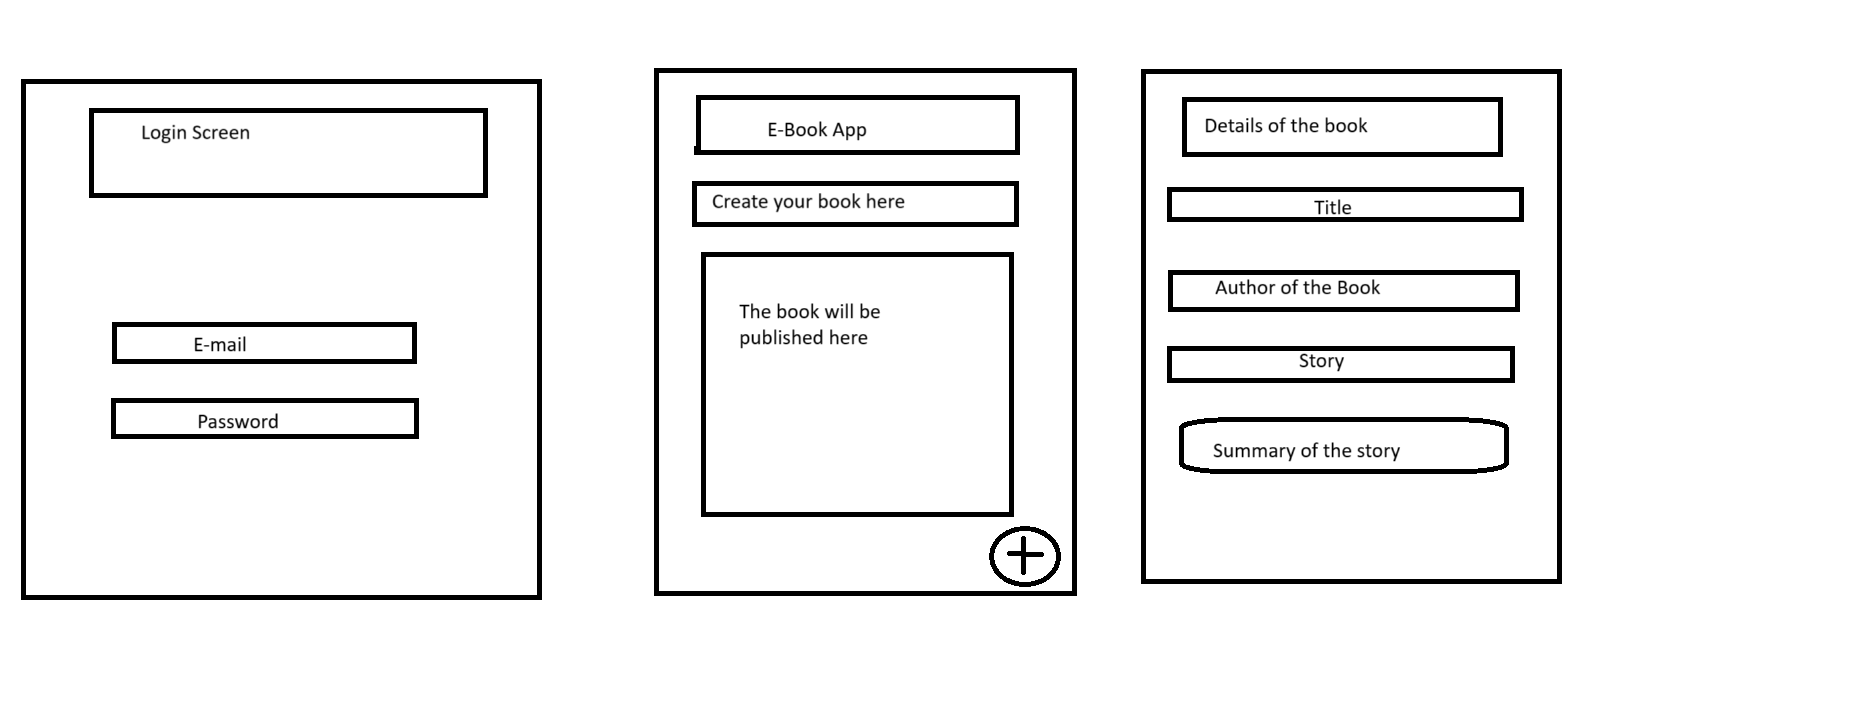 Login Screen
E-mail
Password
E-Book App
Create your book here
The book will be
published here
Details of the book
Title
Author of the Book
Story
Summary of the story